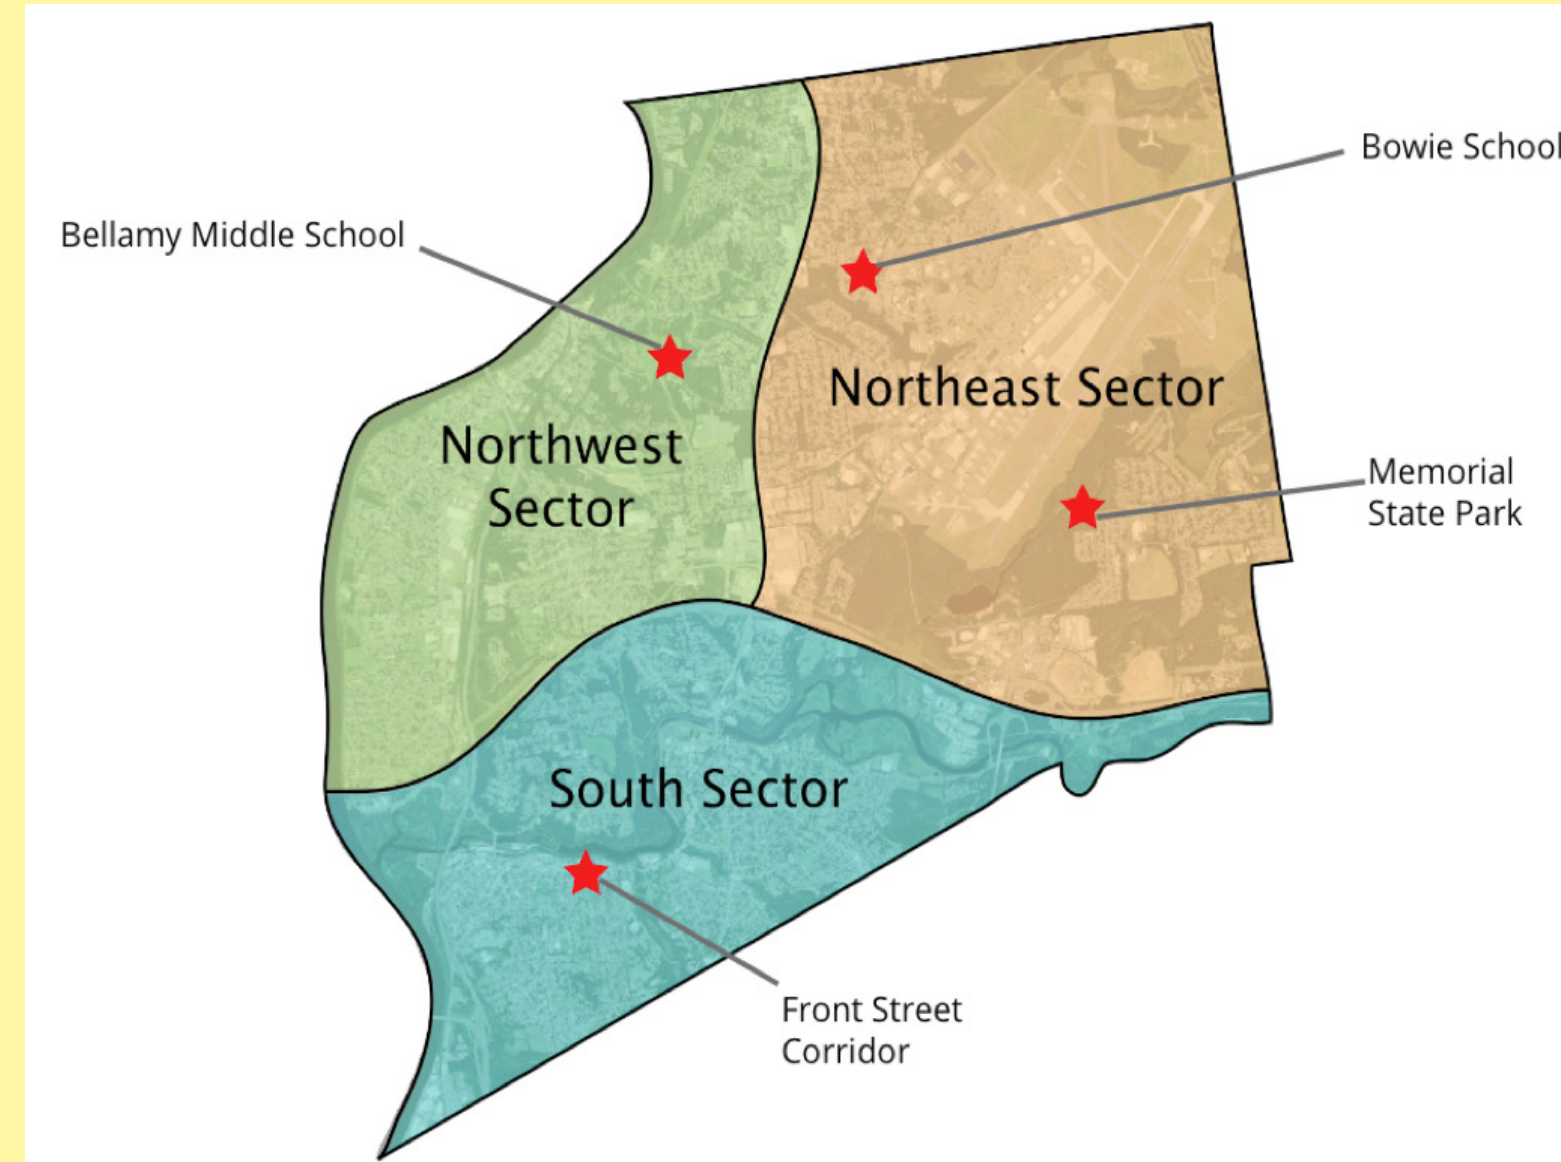 Bowie School
Bellamy Middle School
Northeast Sector
Northwest
Sector
Memorial
State Park
South Sector
Front Street
Corridor